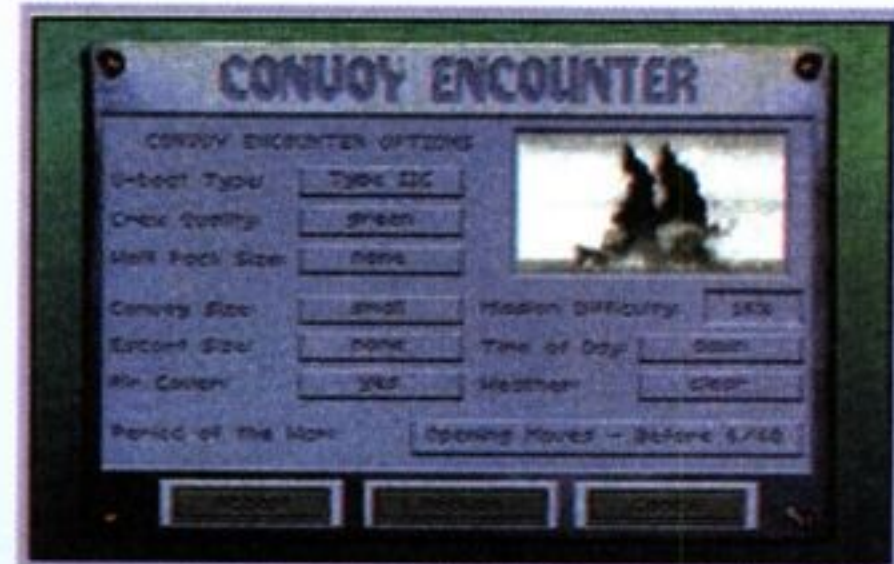 CONVOY ENCOUNTER
CONVOY ENCOUNTER OPTIONS
U-boat Type: Type IIC
Crew Quality: green
Wolf Pack Size: none
Convoy Size: small Mission Difficulty:
Escort Size: none Time of Day: dawn
Air Cover: yes Weather: clear
Period of the War: Opening Moves - Before